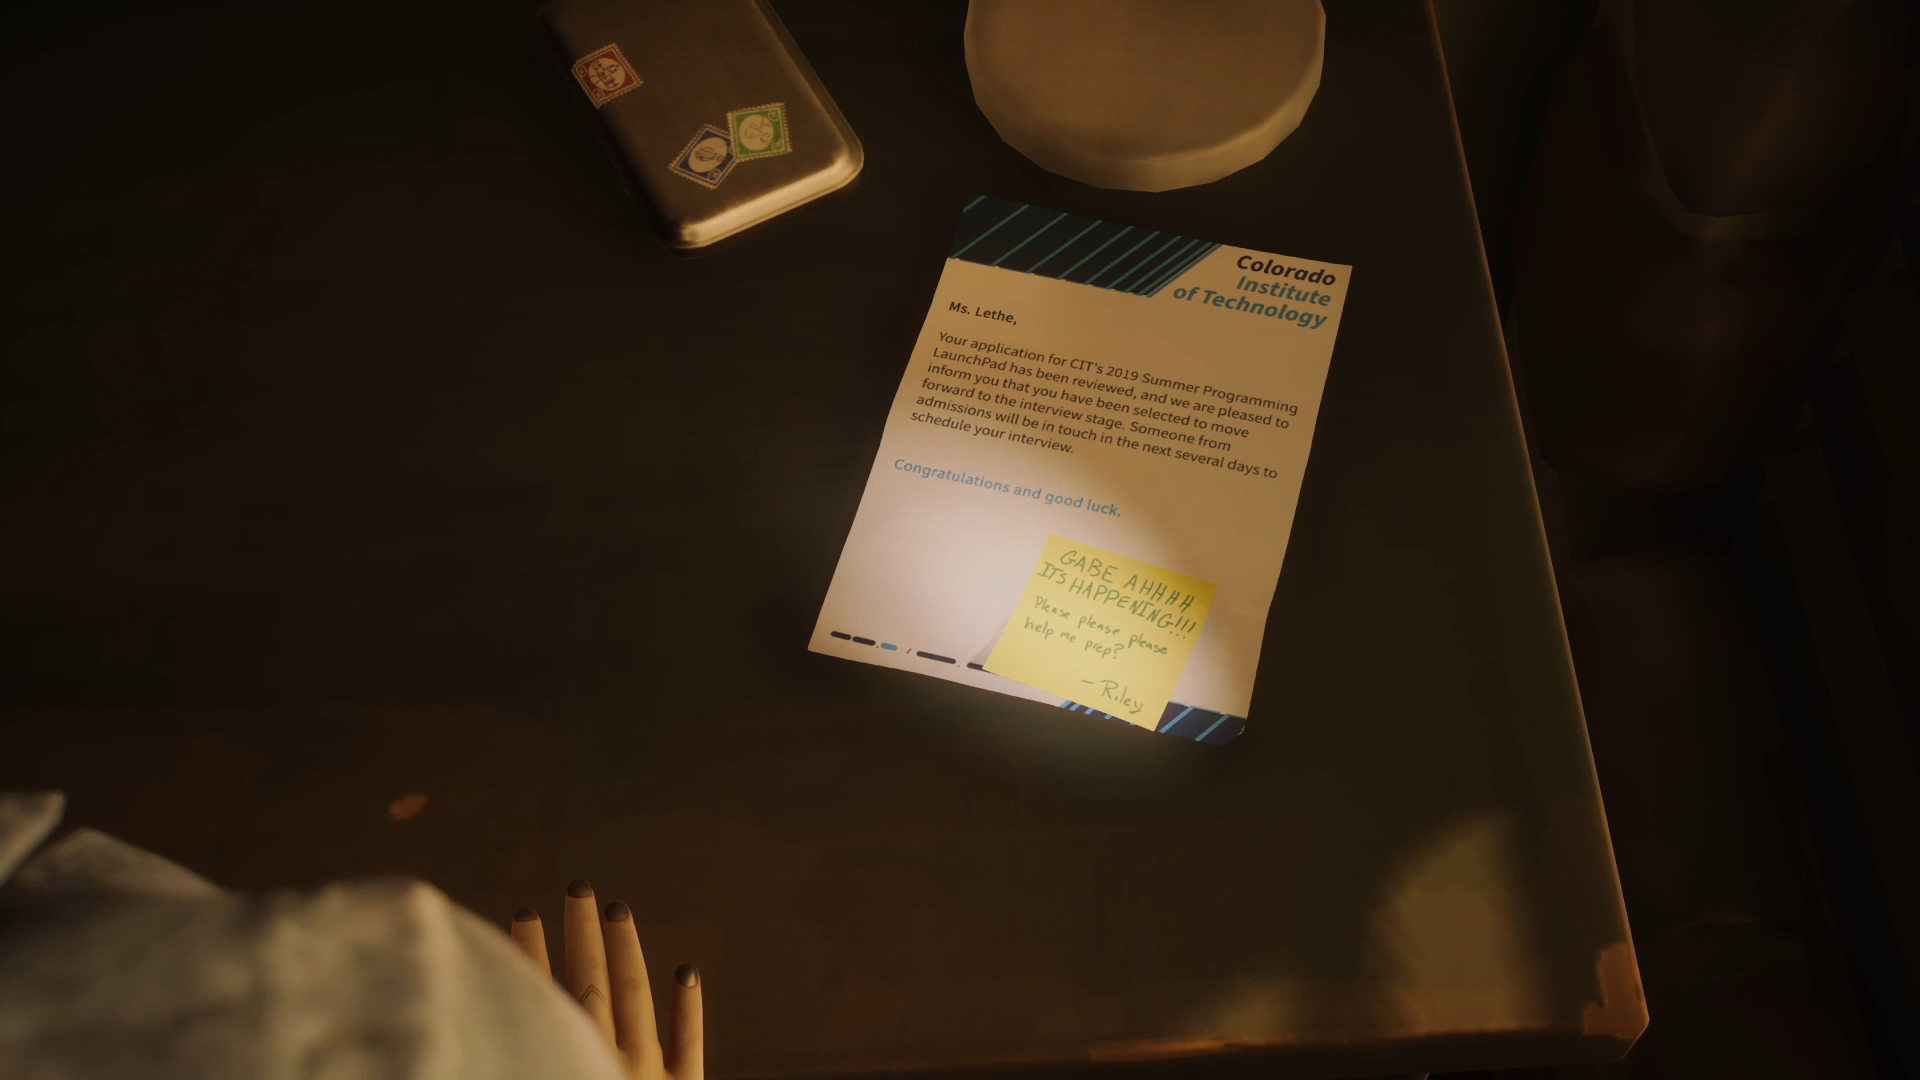 Colorado
Institute
of Technology
Ms. Lethe,
Your application for CIT's 2019 Summer Programming
LaunchPad has been reviewed, and we are pleased to
inform you that you have been selected to move
forward to the interview stage. Someone from
admissions will be in touch in the next several days to
schedule your interview.
Congratulations and good luck.
GABE AHHHH
ITS HAPPENING!!!
Please please please
help me prep?
- Riley